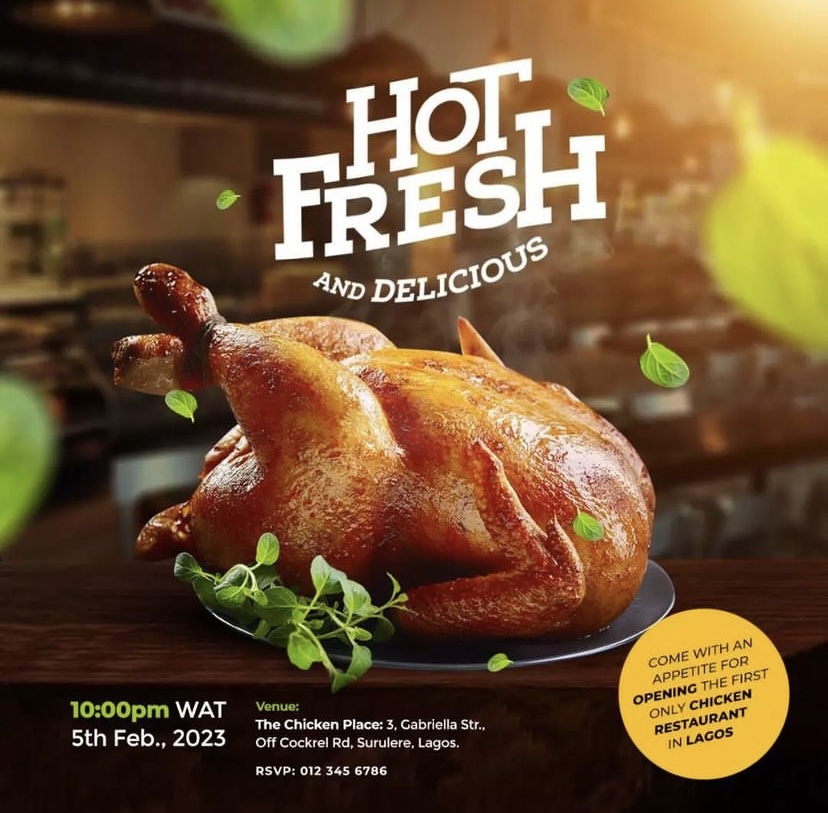 HOT
FRESH
AND DELICIOUS
10:00pm WAT
5th Feb., 2023
Venue:
The Chicken Place: 3, Gabriella Str.,
Off Cockrel Rd, Surulere, Lagos.
RSVP: 012 345 6786
COME WITH AN
APPETITE FOR
OPENING THE FIRST
ONLY CHICKEN
RESTAURANT
IN LAGOS